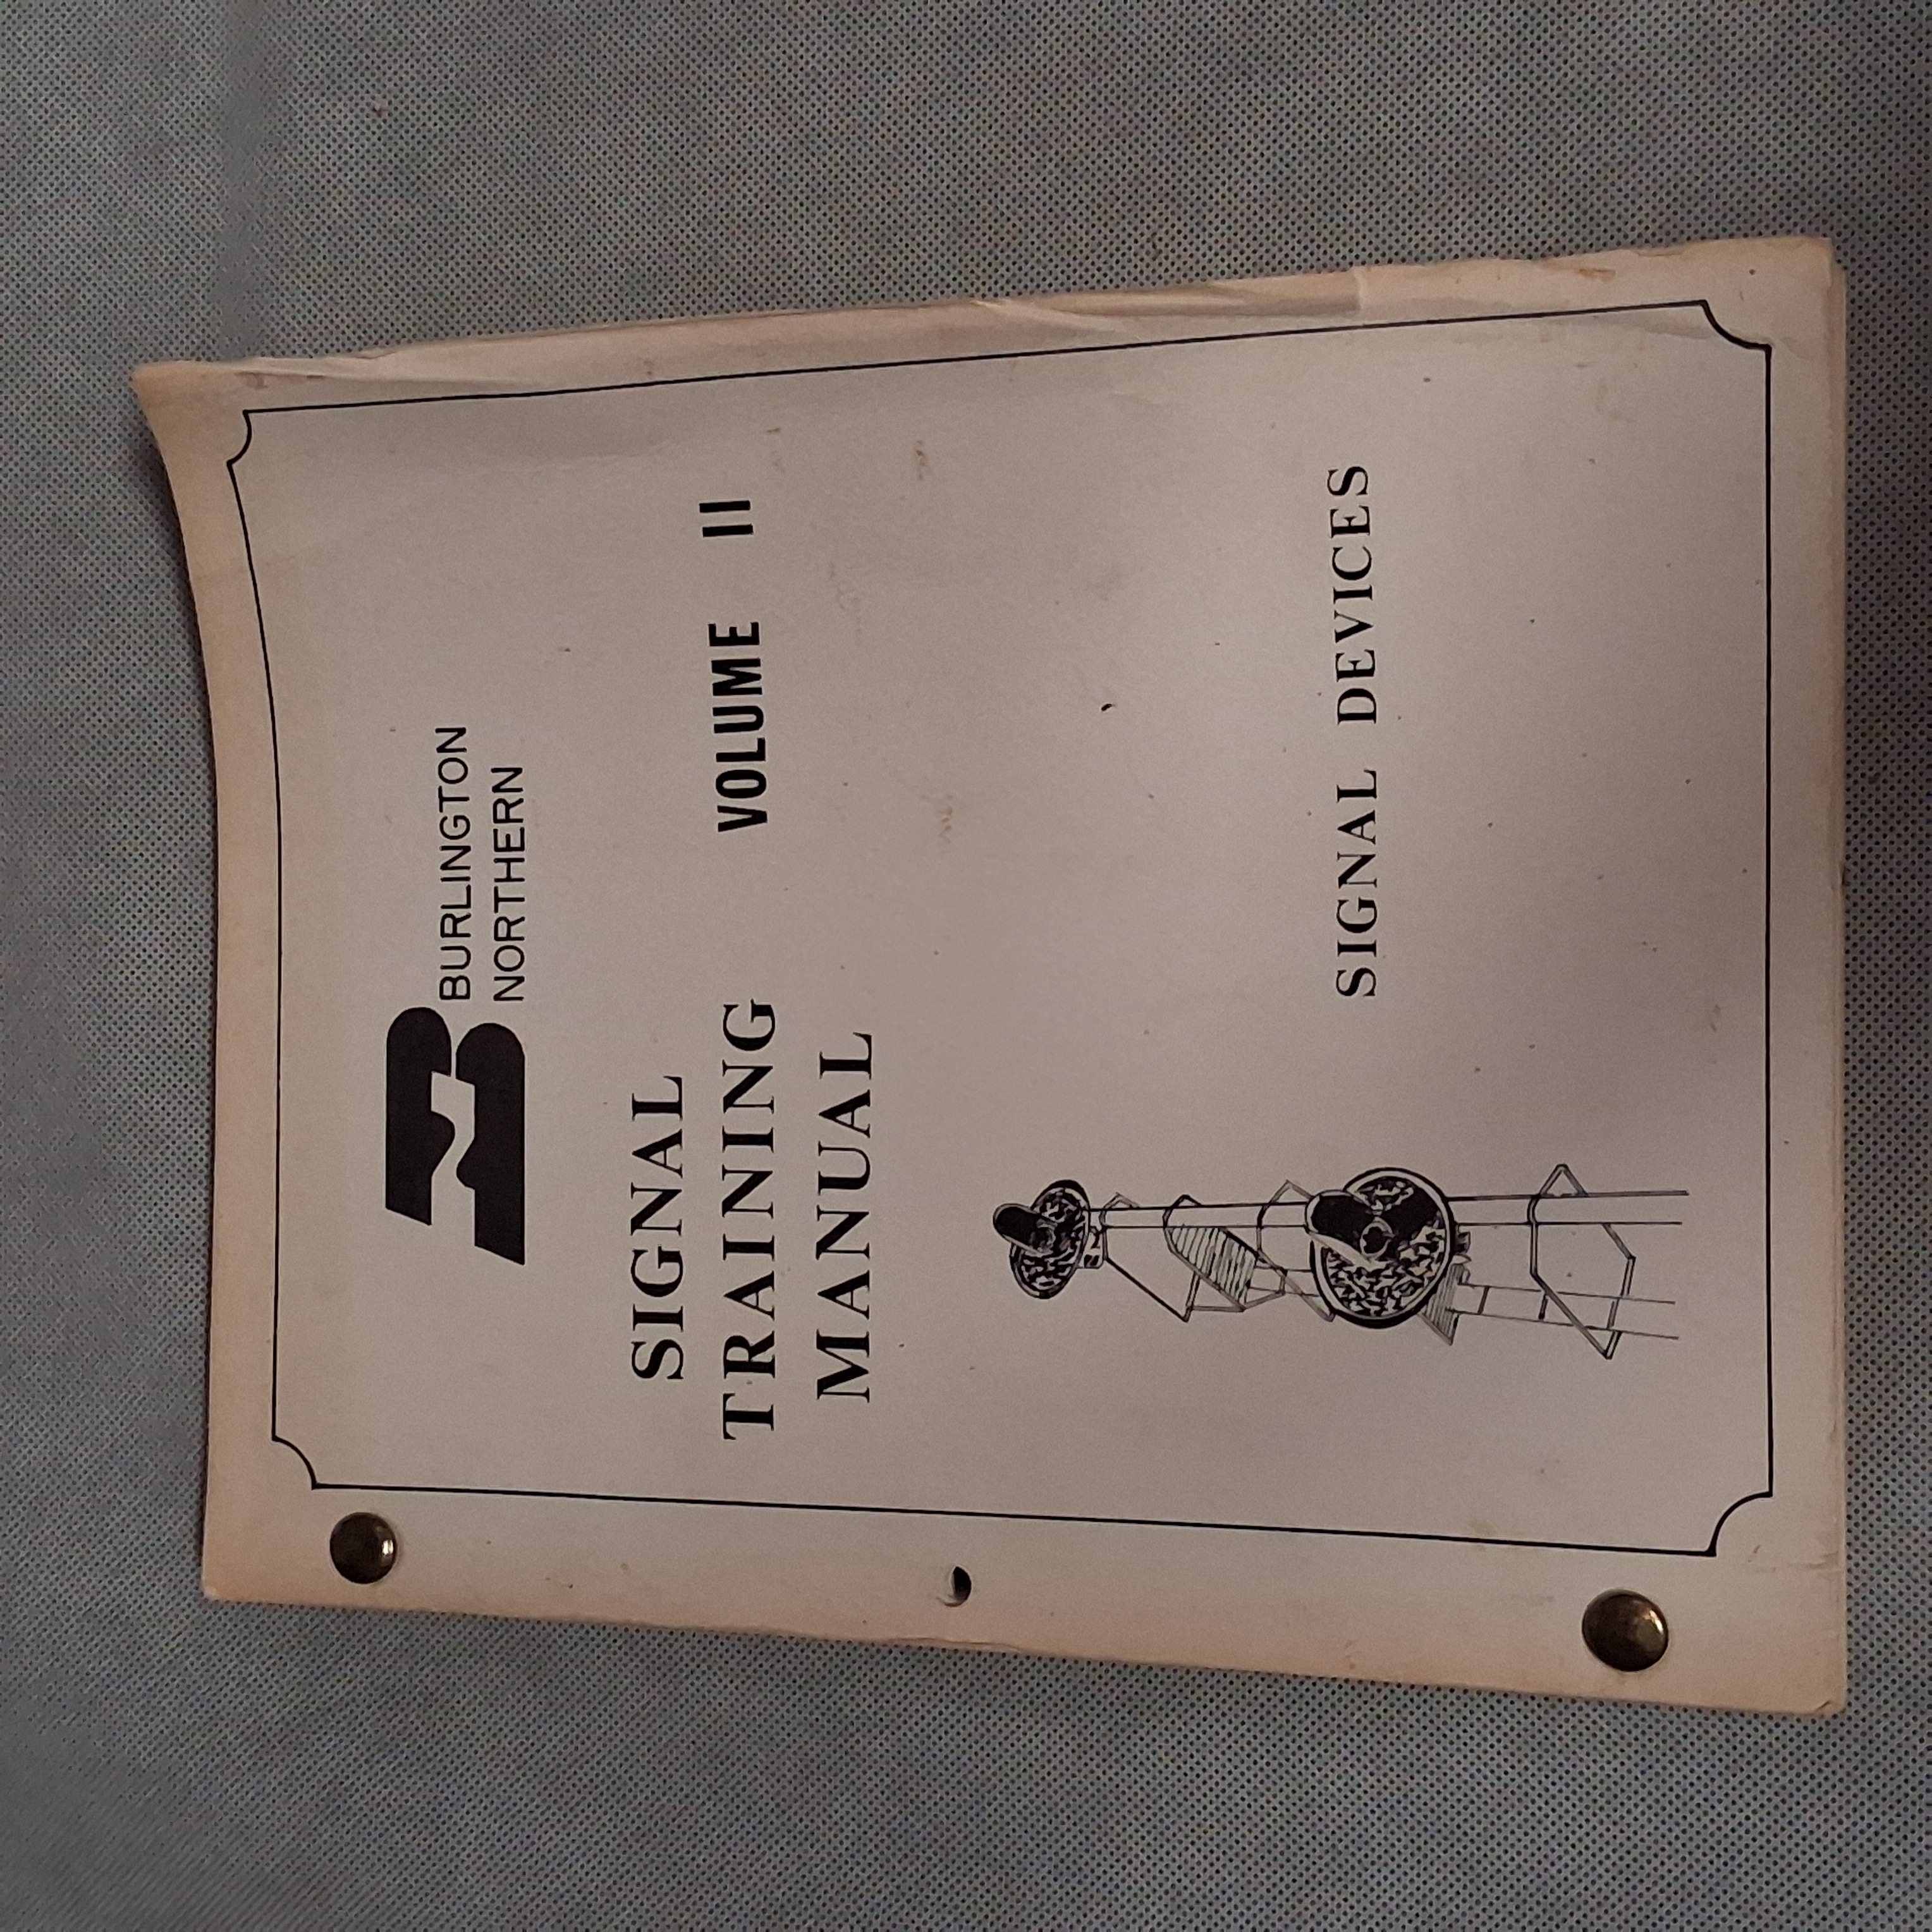 BURLINGTON
NORTHERN
SIGNAL
TRAINING VOLUME II
MANUAL
SIGNAL DEVICES